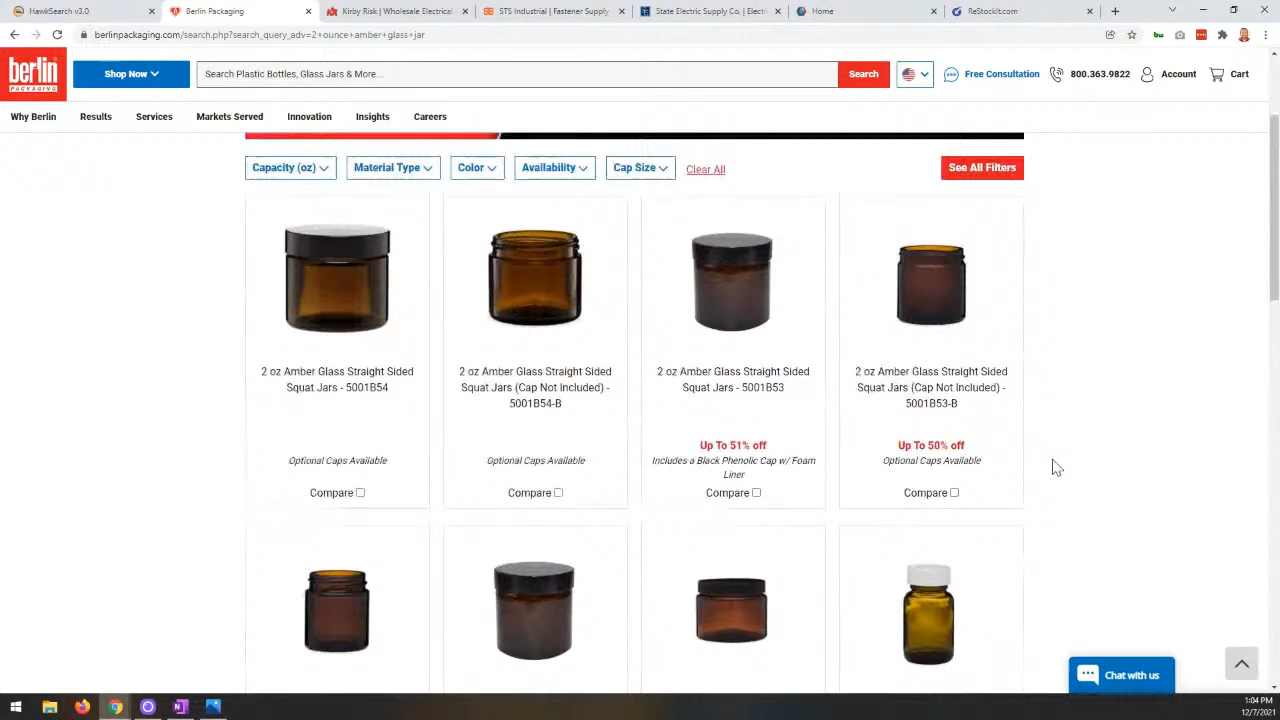 HawkSearch v3.0
Berlin Packaging
Kirby Risk | Wholesale Electrical
STS Industrial | Fastener Supply
State Electric Supply Co. | Electri
Home
ReStockIt.com
berlinpackaging.com/search.php?search_query_adv=2+ounce+amber+glass+jar
berlin
PACKAGING
Shop Now
Search Plastic Bottles, Glass Jars & More...
Search
Free Consultation
800.363.9822
Account
Cart
Why Berlin
Results
Services
Markets Served
Innovation
Insights
Careers
Capacity (oz)
Material Type
Color
Availability
Cap Size
Clear All
See All Filters
2 oz Amber Glass Straight Sided
Squat Jars - 5001B54
Optional Caps Available
Compare
2 oz Amber Glass Straight Sided
Squat Jars (Cap Not Included) -
5001B54-B
Optional Caps Available
Compare
2 oz Amber Glass Straight Sided
Squat Jars - 5001B53
Up To 51% off
Includes a Black Phenolic Cap w/ Foam
Liner
Compare
2 oz Amber Glass Straight Sided
Squat Jars (Cap Not Included) -
5001B53-B
Up To 50% off
Optional Caps Available
Compare
Chat with us
1:04 PM
12/7/2021